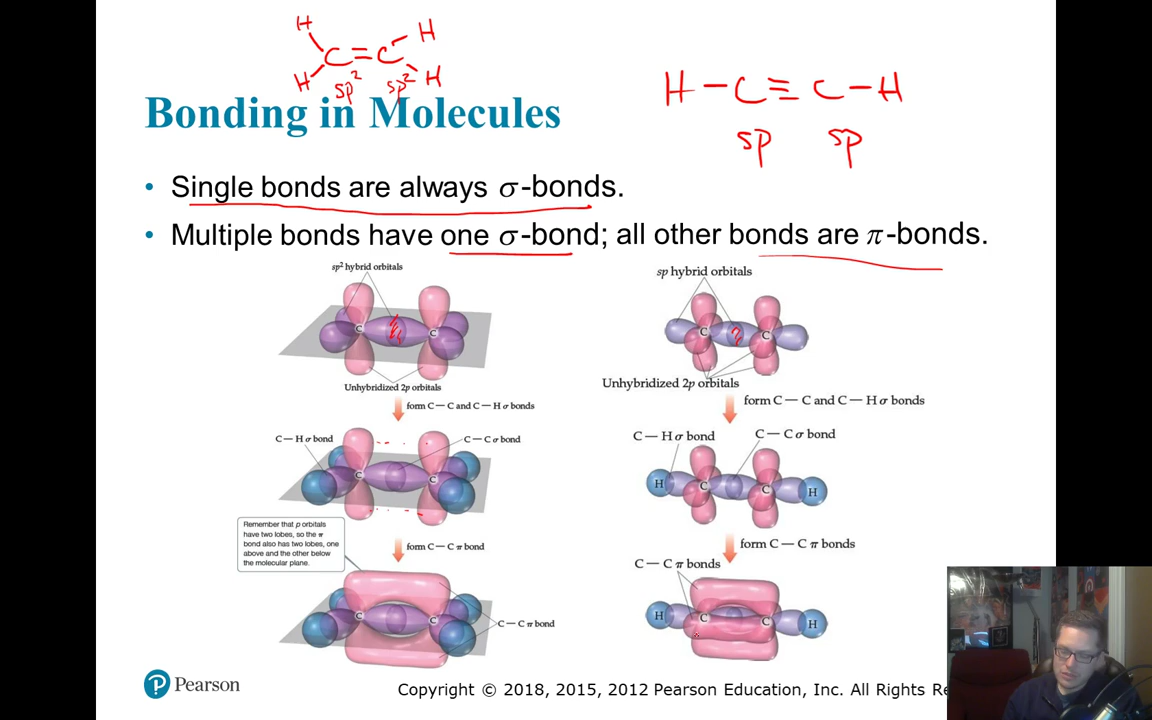 H H
C = C
H sp² sp² H
H — C ≡ C — H
sp sp
Bonding in Molecules
• Single bonds are always σ-bonds.
• Multiple bonds have one σ-bond; all other bonds are π-bonds.
sp² hybrid orbitals
C C
Unhybridized 2p orbitals
form C—C and C—H σ bonds
C—H σ bond
C—C σ bond
C C
Remember that p orbitals
have two lobes, so the π
bond also has two lobes, one
above and the other below
the molecular plane.
form C—C π bond
C C
C—C π bond
sp hybrid orbitals
C C
Unhybridized 2p orbitals
form C—C and C—H σ bonds
C—H σ bond
C—C σ bond
H C C H
form C—C π bonds
C—C π bonds
H C C H
Pearson
Copyright © 2018, 2015, 2012 Pearson Education, Inc. All Rights